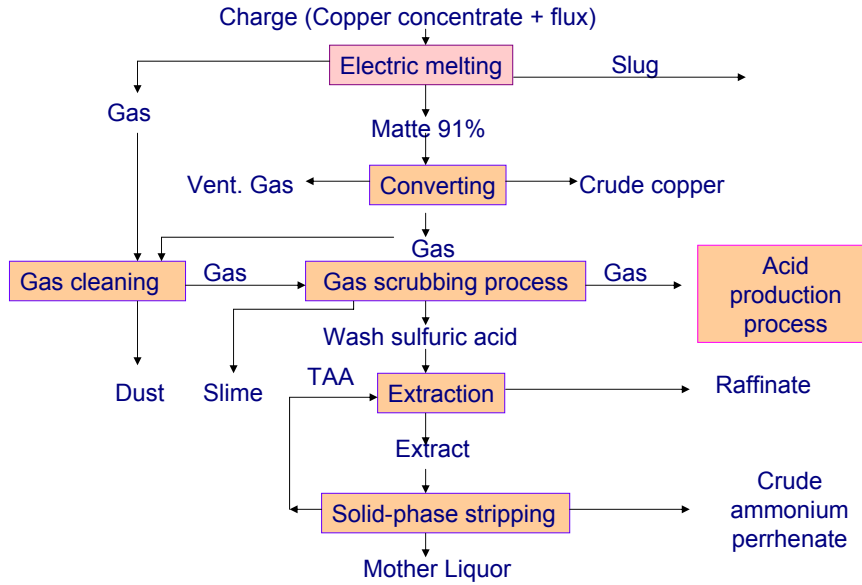 Charge (Copper concentrate + flux)
Electric melting
Slug
Gas
Matte 91%
Vent. Gas
Converting
Crude copper
Gas
Gas cleaning
Gas
Gas scrubbing process
Gas
Acid
production
process
Wash sulfuric acid
Dust
Slime
TAA
Extraction
Raffinate
Extract
Solid-phase stripping
Crude
ammonium
perrhenate
Mother Liquor